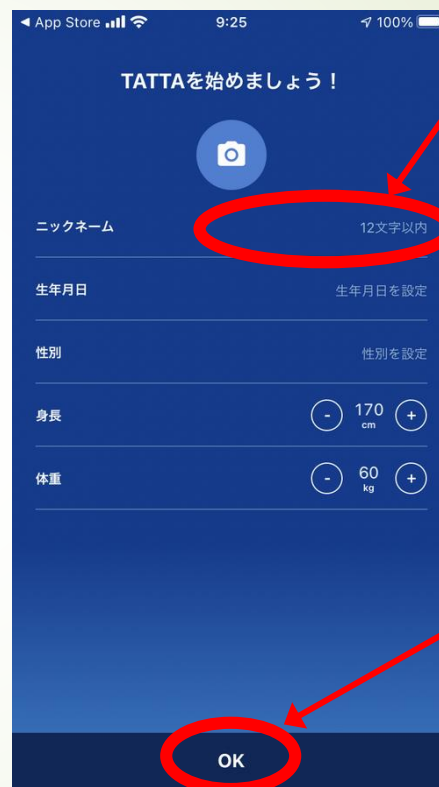 App Store
9:25
100%
TATTAを始めましょう！
ニックネーム 12文字以内
生年月日 生年月日を設定
性別 性別を設定
身長 - 170 cm +
体重 - 60 kg +
OK